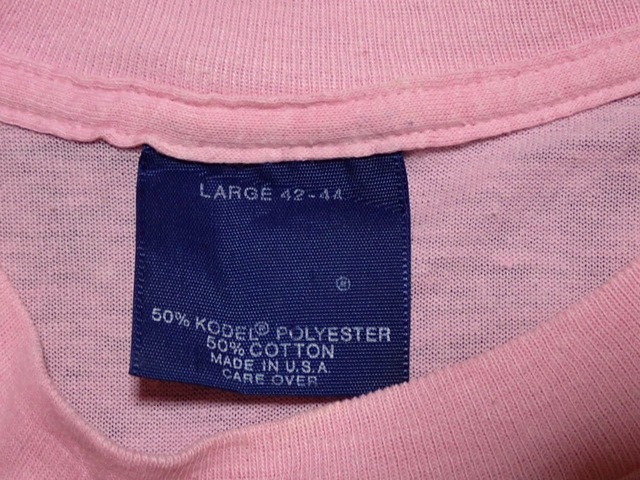 LARGE 42-44
®
50% KODEL® POLYESTER
50% COTTON
MADE IN U.S.A
CARE OVER